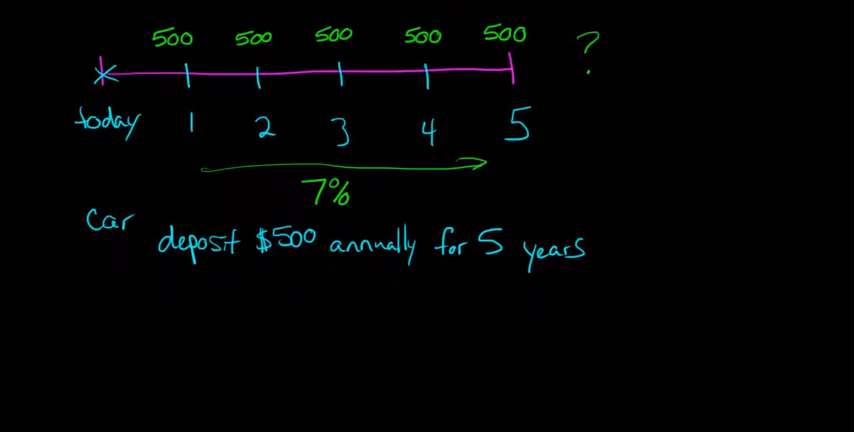 500 500 500 500 500 ?
today 1 2 3 4 5
7%
Car
deposit $500 annually for 5 years